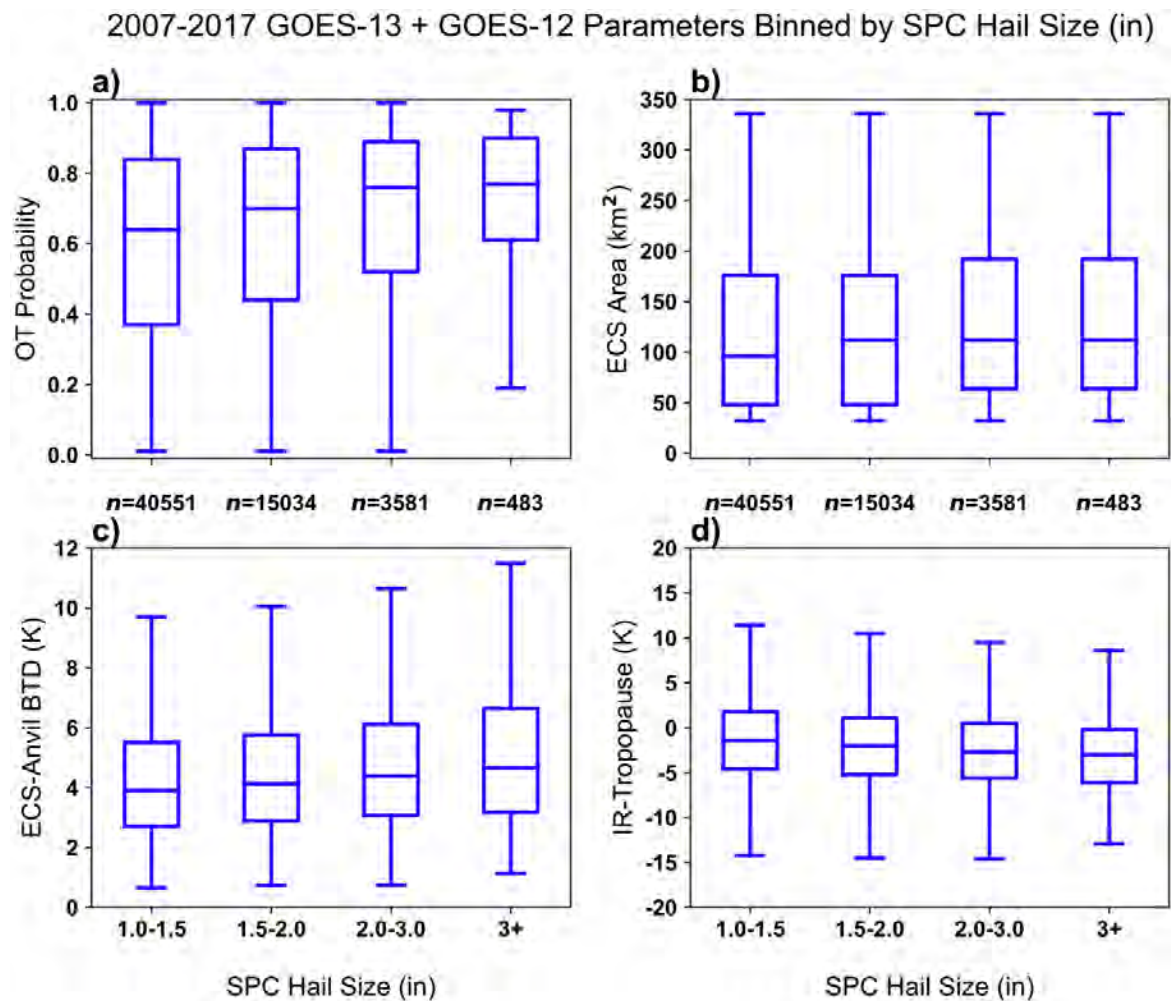 2007-2017 GOES-13 + GOES-12 Parameters Binned by SPC Hail Size (in)
a)
OT Probability
1.0
0.8
0.6
0.4
0.2
0.0
n=40551 n=15034 n=3581 n=483
b)
ECS Area (km²)
350
300
250
200
150
100
50
0
n=40551 n=15034 n=3581 n=483
c)
ECS-Anvil BTD (K)
12
10
8
6
4
2
0
1.0-1.5 1.5-2.0 2.0-3.0 3+
SPC Hail Size (in)
d)
IR-Tropopause (K)
20
15
10
5
0
-5
-10
-15
-20
1.0-1.5 1.5-2.0 2.0-3.0 3+
SPC Hail Size (in)